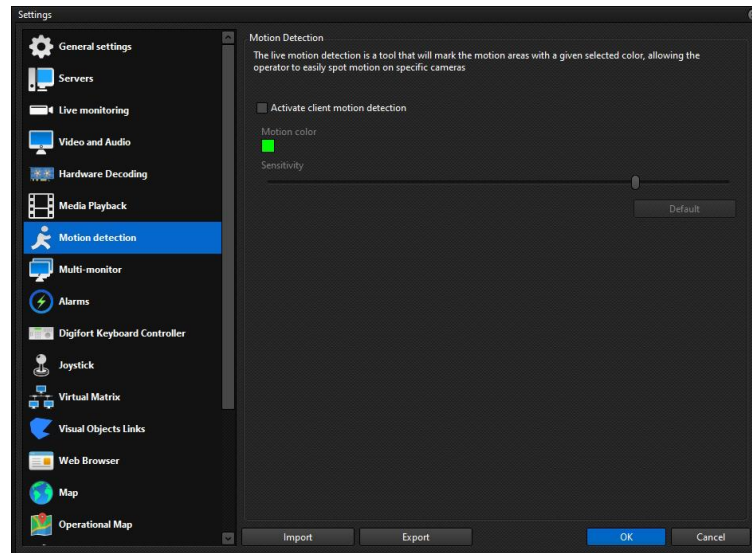 Settings
General settings
Servers
Live monitoring
Video and Audio
Hardware Decoding
Media Playback
Motion detection
Multi-monitor
Alarms
Digifort Keyboard Controller
Joystick
Virtual Matrix
Visual Objects Links
Web Browser
Map
Operational Map
Motion Detection
The live motion detection is a tool that will mark the motion areas with a given selected color, allowing the
operator to easily spot motion on specific cameras
Activate client motion detection
Motion color
Sensitivity
Default
Import
Export
OK
Cancel